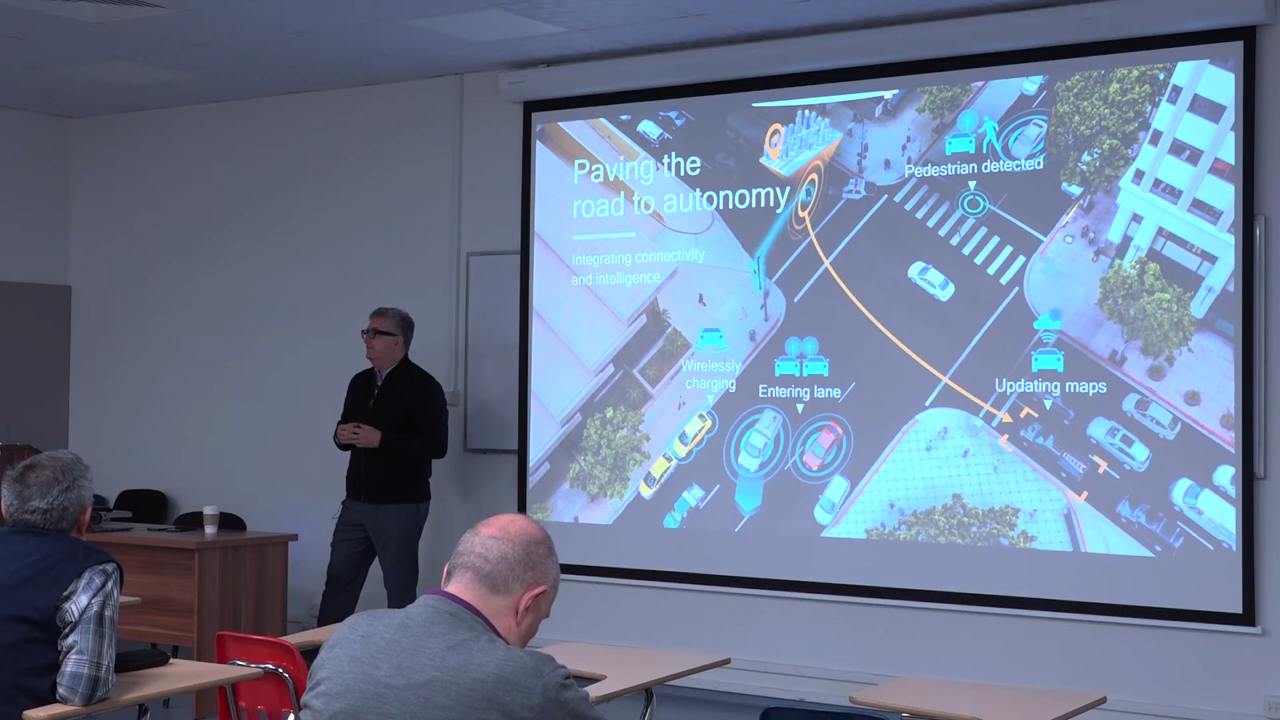 Paving the
road to autonomy
Integrating connectivity
and intelligence
Pedestrian detected
Wirelessly
charging
Entering lane
Updating maps